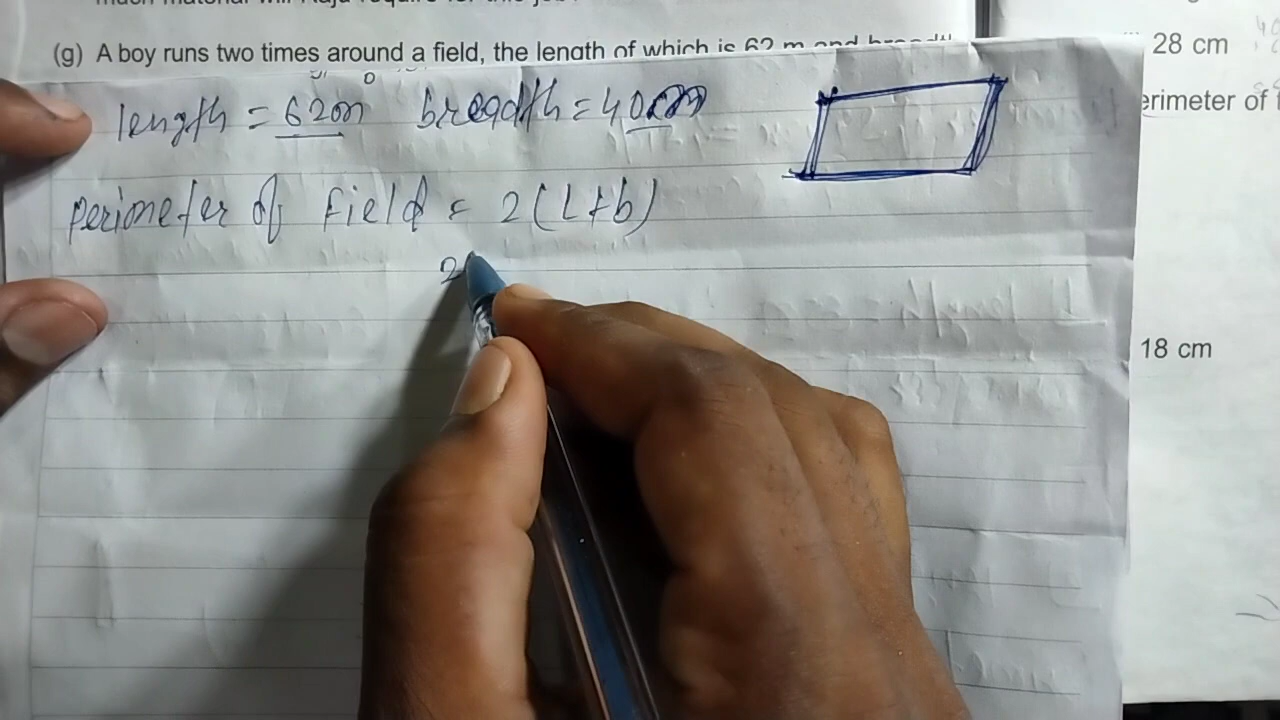 (g) A boy runs two times around a field, the length of which is 62 m and
28 cm
length = 62m breadth = 40m
erimeter of
perimeter of field = 2(L+b)
2
18 cm